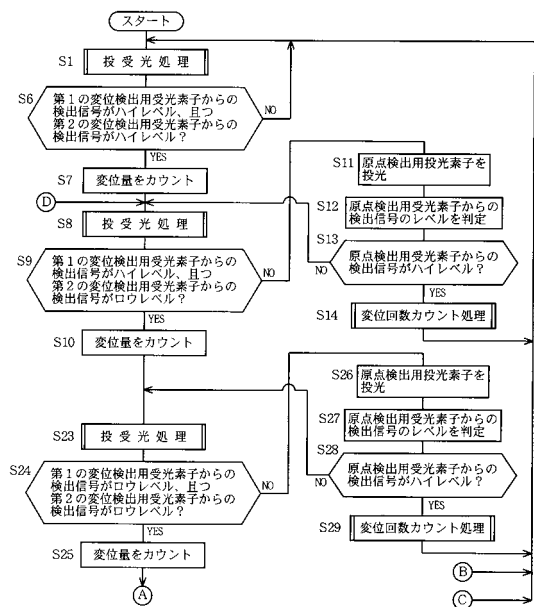 スタート
S1
投受光処理
S6
第1の変位検出用受光素子からの
検出信号がハイレベル、且つ
第2の変位検出用受光素子からの
検出信号がハイレベル？
NO
YES
S7
変位量をカウント
D
S8
投受光処理
S9
第1の変位検出用受光素子からの
検出信号がハイレベル、且つ
第2の変位検出用受光素子からの
検出信号がロウレベル？
NO
YES
S10
変位量をカウント
S11
原点検出用投光素子を
投光
S12
原点検出用受光素子からの
検出信号のレベルを判定
S13
原点検出用受光素子からの
検出信号がハイレベル？
NO
YES
S14
変位回数カウント処理
S23
投受光処理
S24
第1の変位検出用受光素子からの
検出信号がロウレベル、且つ
第2の変位検出用受光素子からの
検出信号がロウレベル？
NO
YES
S25
変位量をカウント
A
S26
原点検出用投光素子を
投光
S27
原点検出用受光素子からの
検出信号のレベルを判定
S28
原点検出用受光素子からの
検出信号がハイレベル？
NO
YES
S29
変位回数カウント処理
B
C